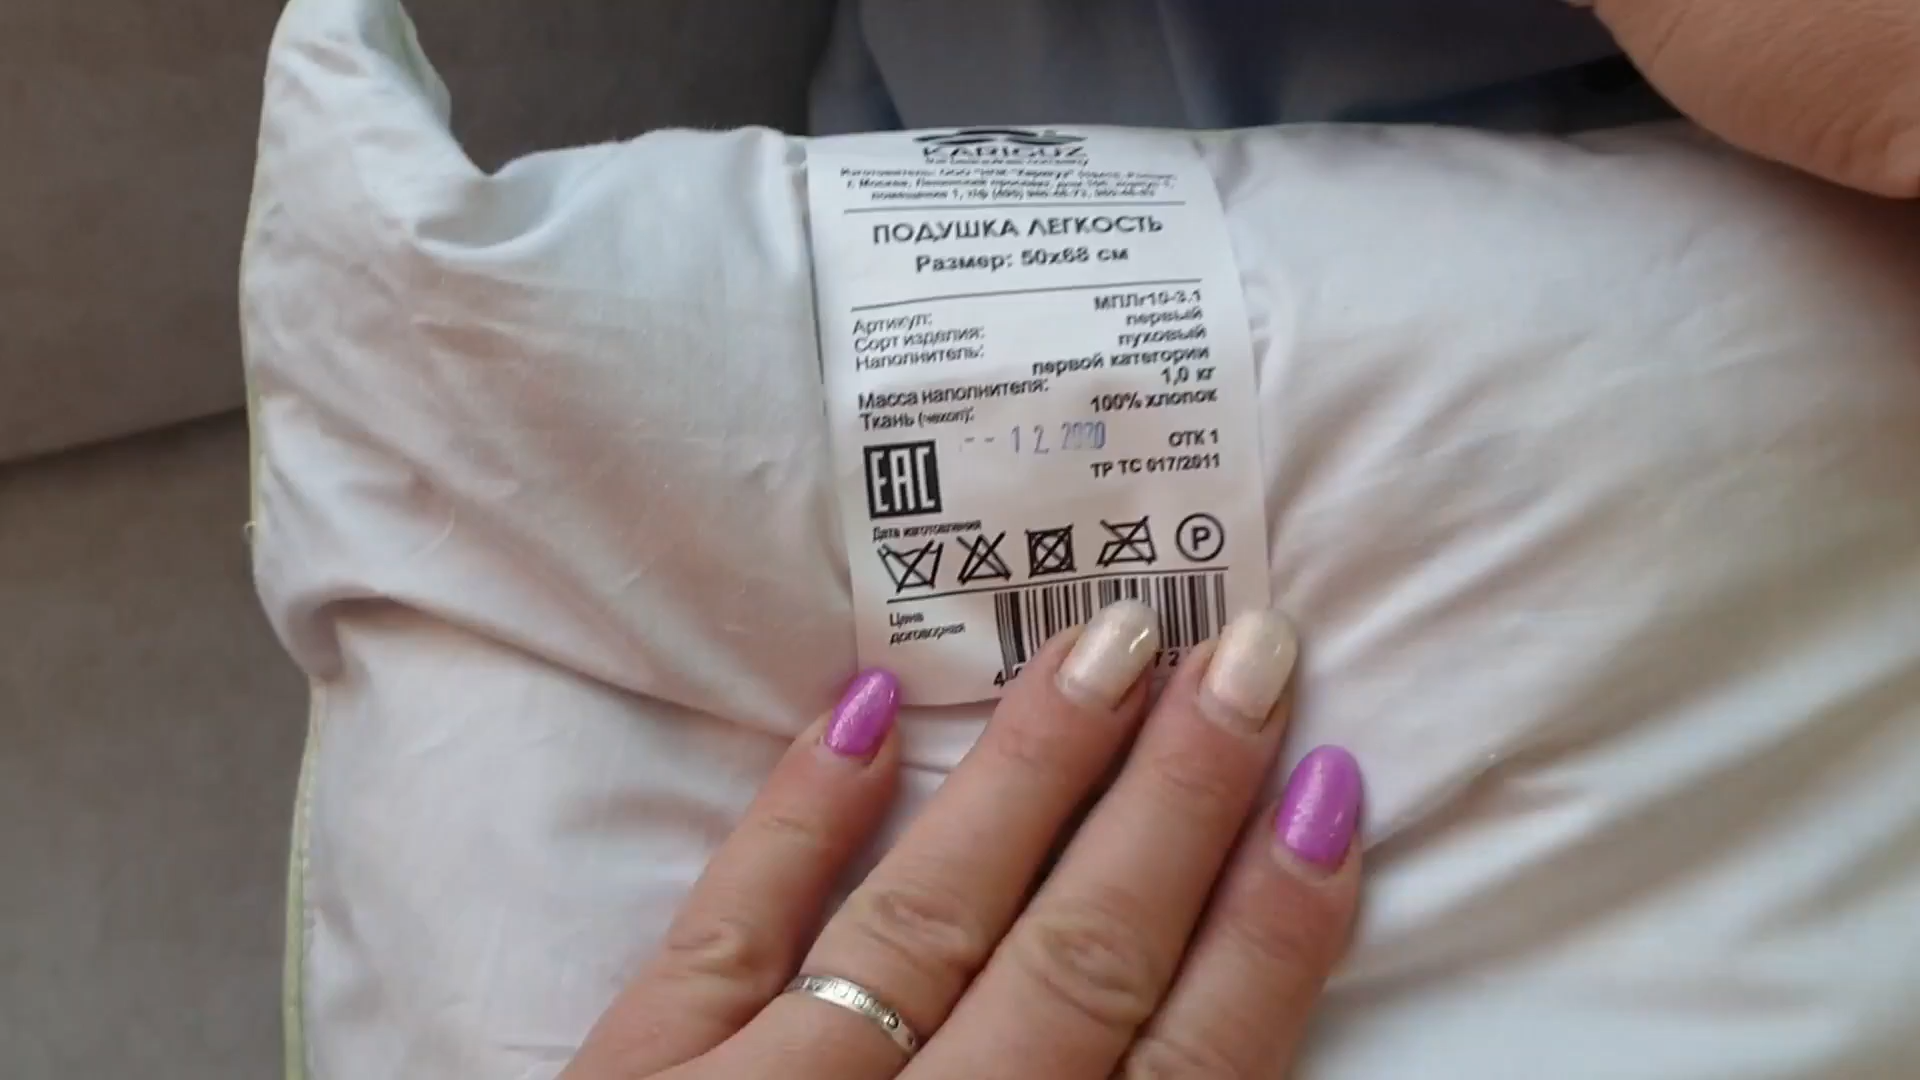 KARIGUZ
ПОДУШКА ЛЕГКОСТЬ
Размер: 50х68 см
Артикул: МПЛг10-3.1
Сорт изделия: первый
Наполнитель: пуховый
первой категории
Масса наполнителя: 1,0 кг
Ткань (чехол): 100% хлопок
-- 12 2020 ОТК 1
EAC ТР ТС 017/2011
Дата изготовления
P
Цена
договорная